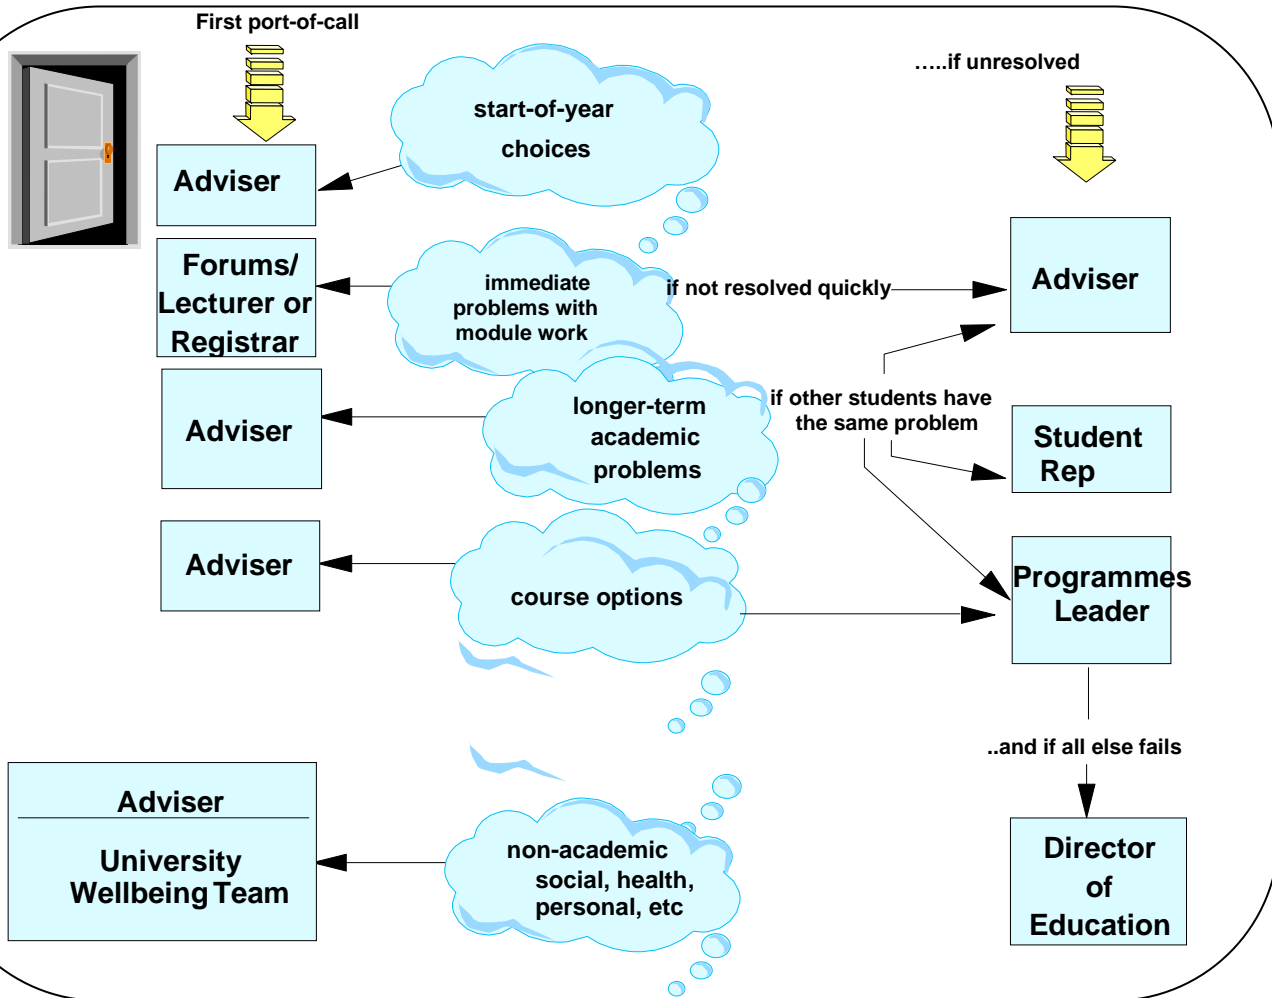 First port-of-call
…..if unresolved
start-of-year
choices
Adviser
Forums/
Lecturer or
Registrar
immediate
problems with
module work
if not resolved quickly
Adviser
Adviser
longer-term
academic
problems
if other students have
the same problem
Student
Rep
Adviser
course options
Programmes
Leader
..and if all else fails
Adviser
University
Wellbeing Team
non-academic
social, health,
personal, etc
Director
of
Education